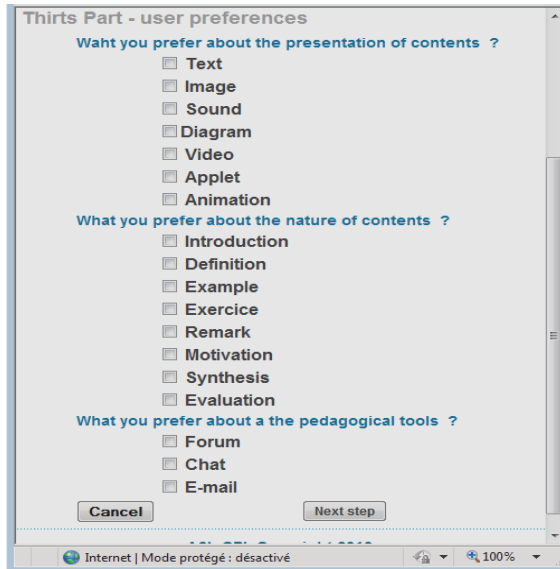 Thirts Part - user preferences
Waht you prefer about the presentation of contents ?
Text
Image
Sound
Diagram
Video
Applet
Animation
What you prefer about the nature of contents ?
Introduction
Definition
Example
Exercice
Remark
Motivation
Synthesis
Evaluation
What you prefer about a the pedagogical tools ?
Forum
Chat
E-mail
Cancel Next step
Internet | Mode protégé : désactivé 100%